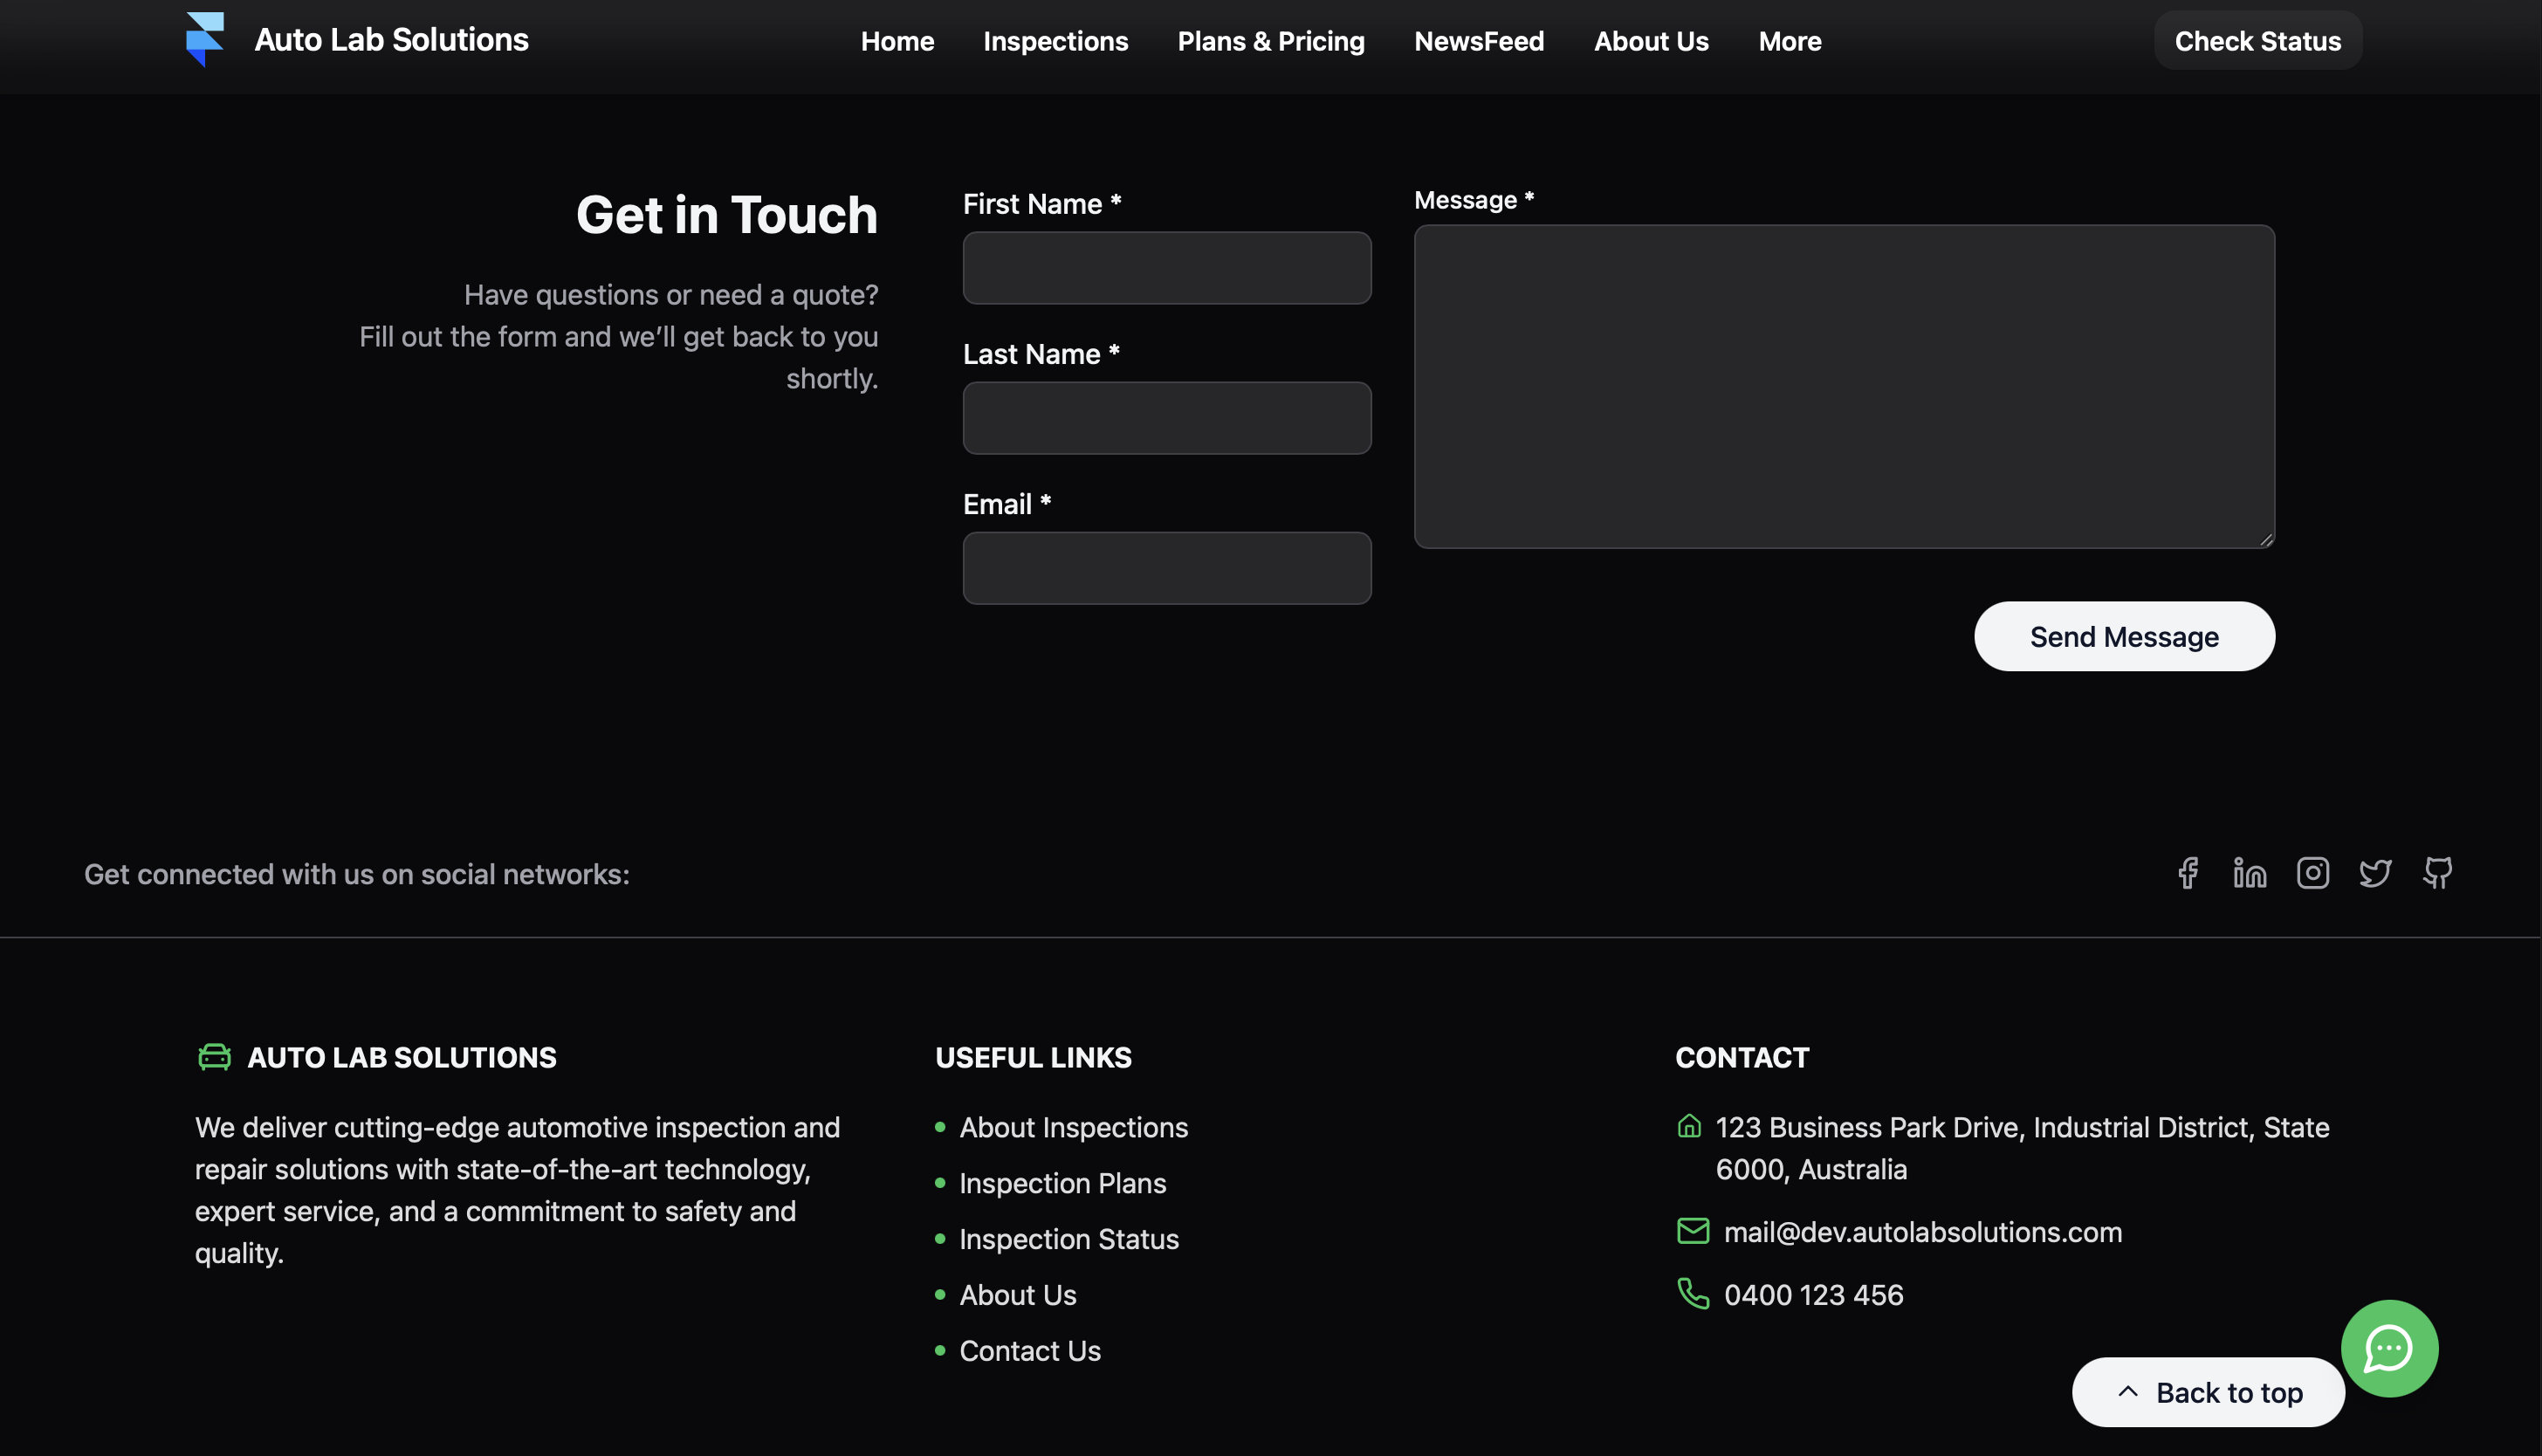 Auto Lab Solutions
Home
Inspections
Plans & Pricing
NewsFeed
About Us
More
Check Status
Get in Touch
Have questions or need a quote?
Fill out the form and we’ll get back to you
shortly.
First Name *
Last Name *
Email *
Message *
Send Message
Get connected with us on social networks:
AUTO LAB SOLUTIONS
We deliver cutting-edge automotive inspection and
repair solutions with state-of-the-art technology,
expert service, and a commitment to safety and
quality.
USEFUL LINKS
About Inspections
Inspection Plans
Inspection Status
About Us
Contact Us
CONTACT
123 Business Park Drive, Industrial District, State
6000, Australia
mail@dev.autolabsolutions.com
0400 123 456
Back to top